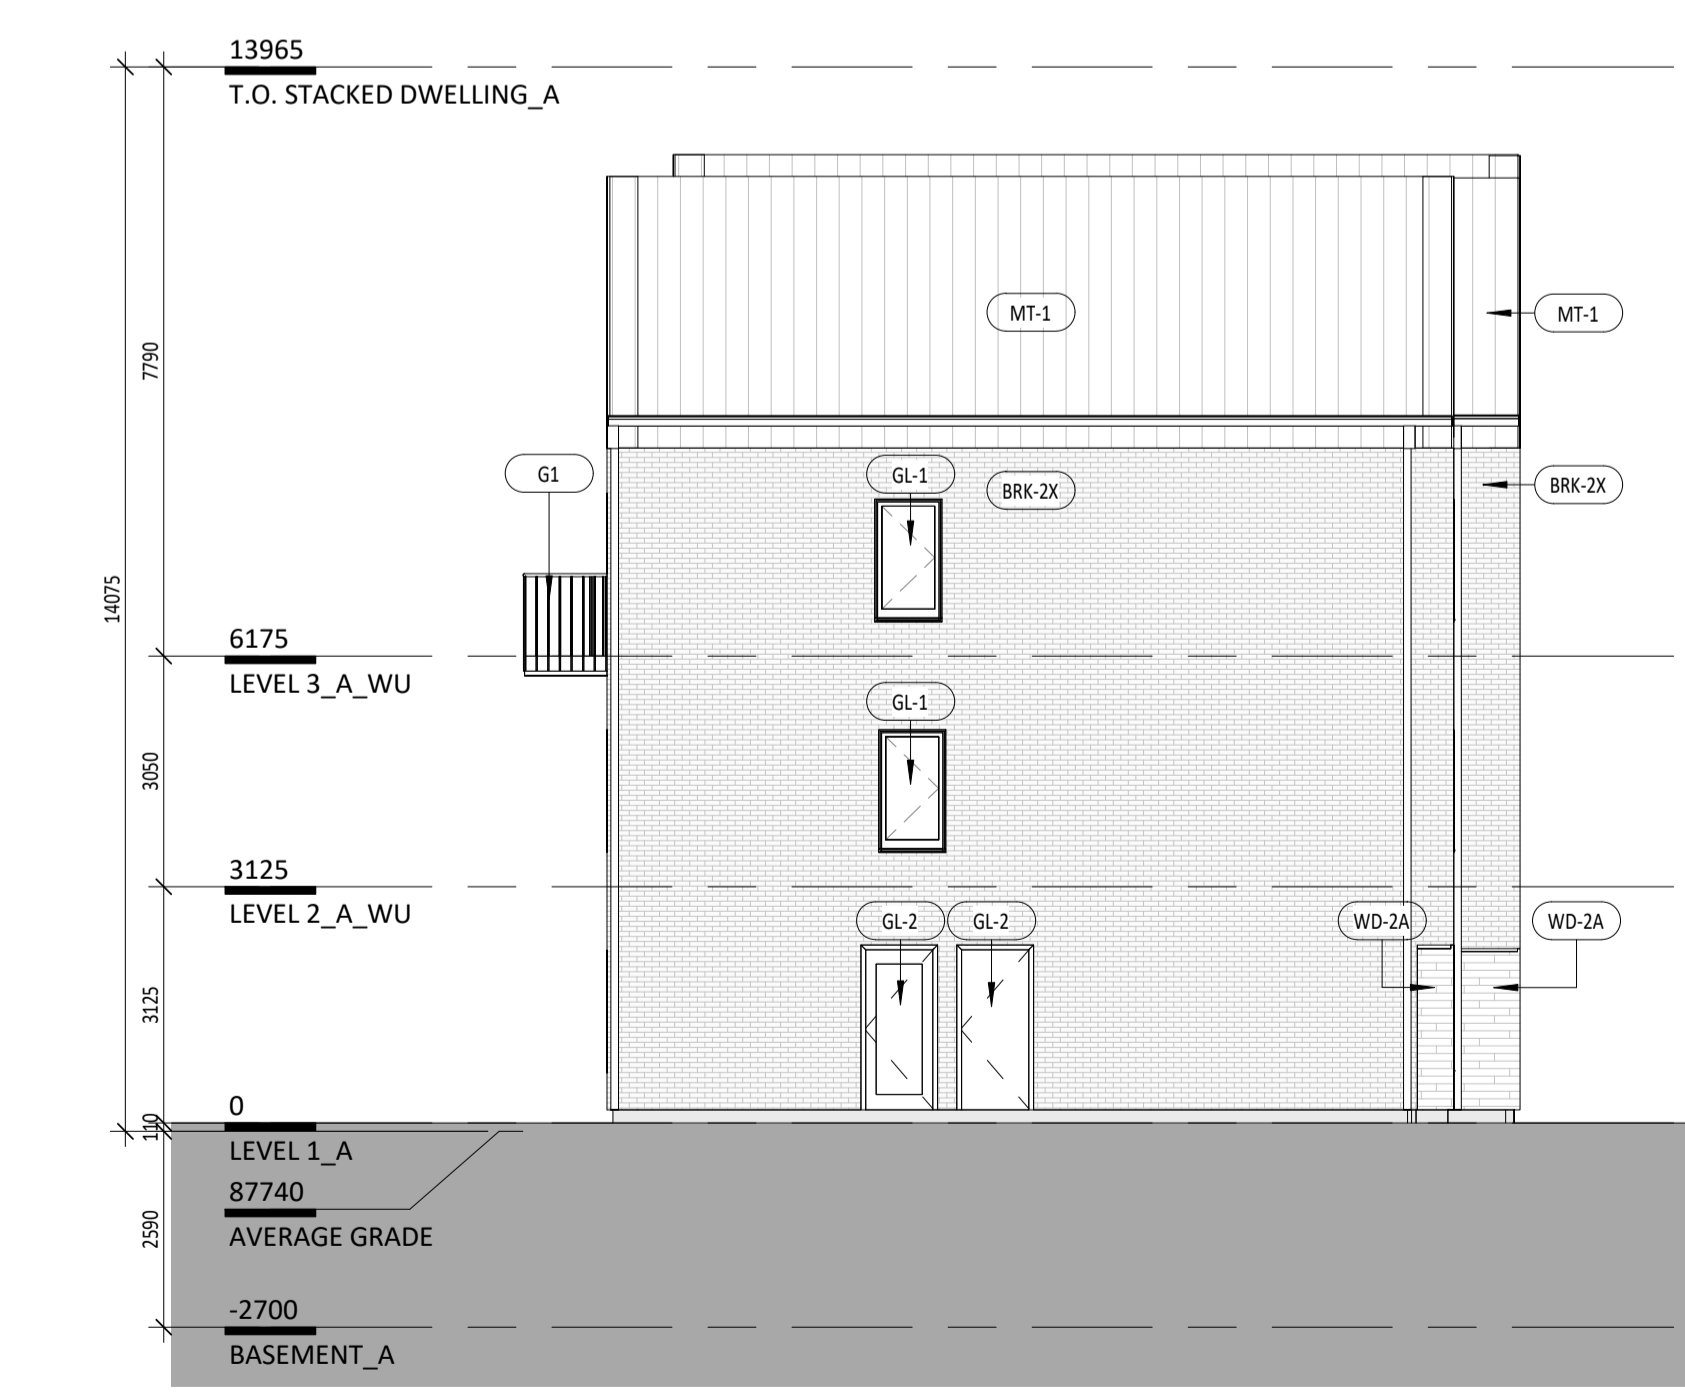 13965
T.O. STACKED DWELLING_A
MT-1
MT-1
7790
G1
GL-1
BRK-2X
BRK-2X
14075
6175
LEVEL 3_A_WU
GL-1
3050
3125
LEVEL 2_A_WU
GL-2
GL-2
WD-2A
WD-2A
3125
0
110
LEVEL 1_A
87740
AVERAGE GRADE
2590
-2700
BASEMENT_A